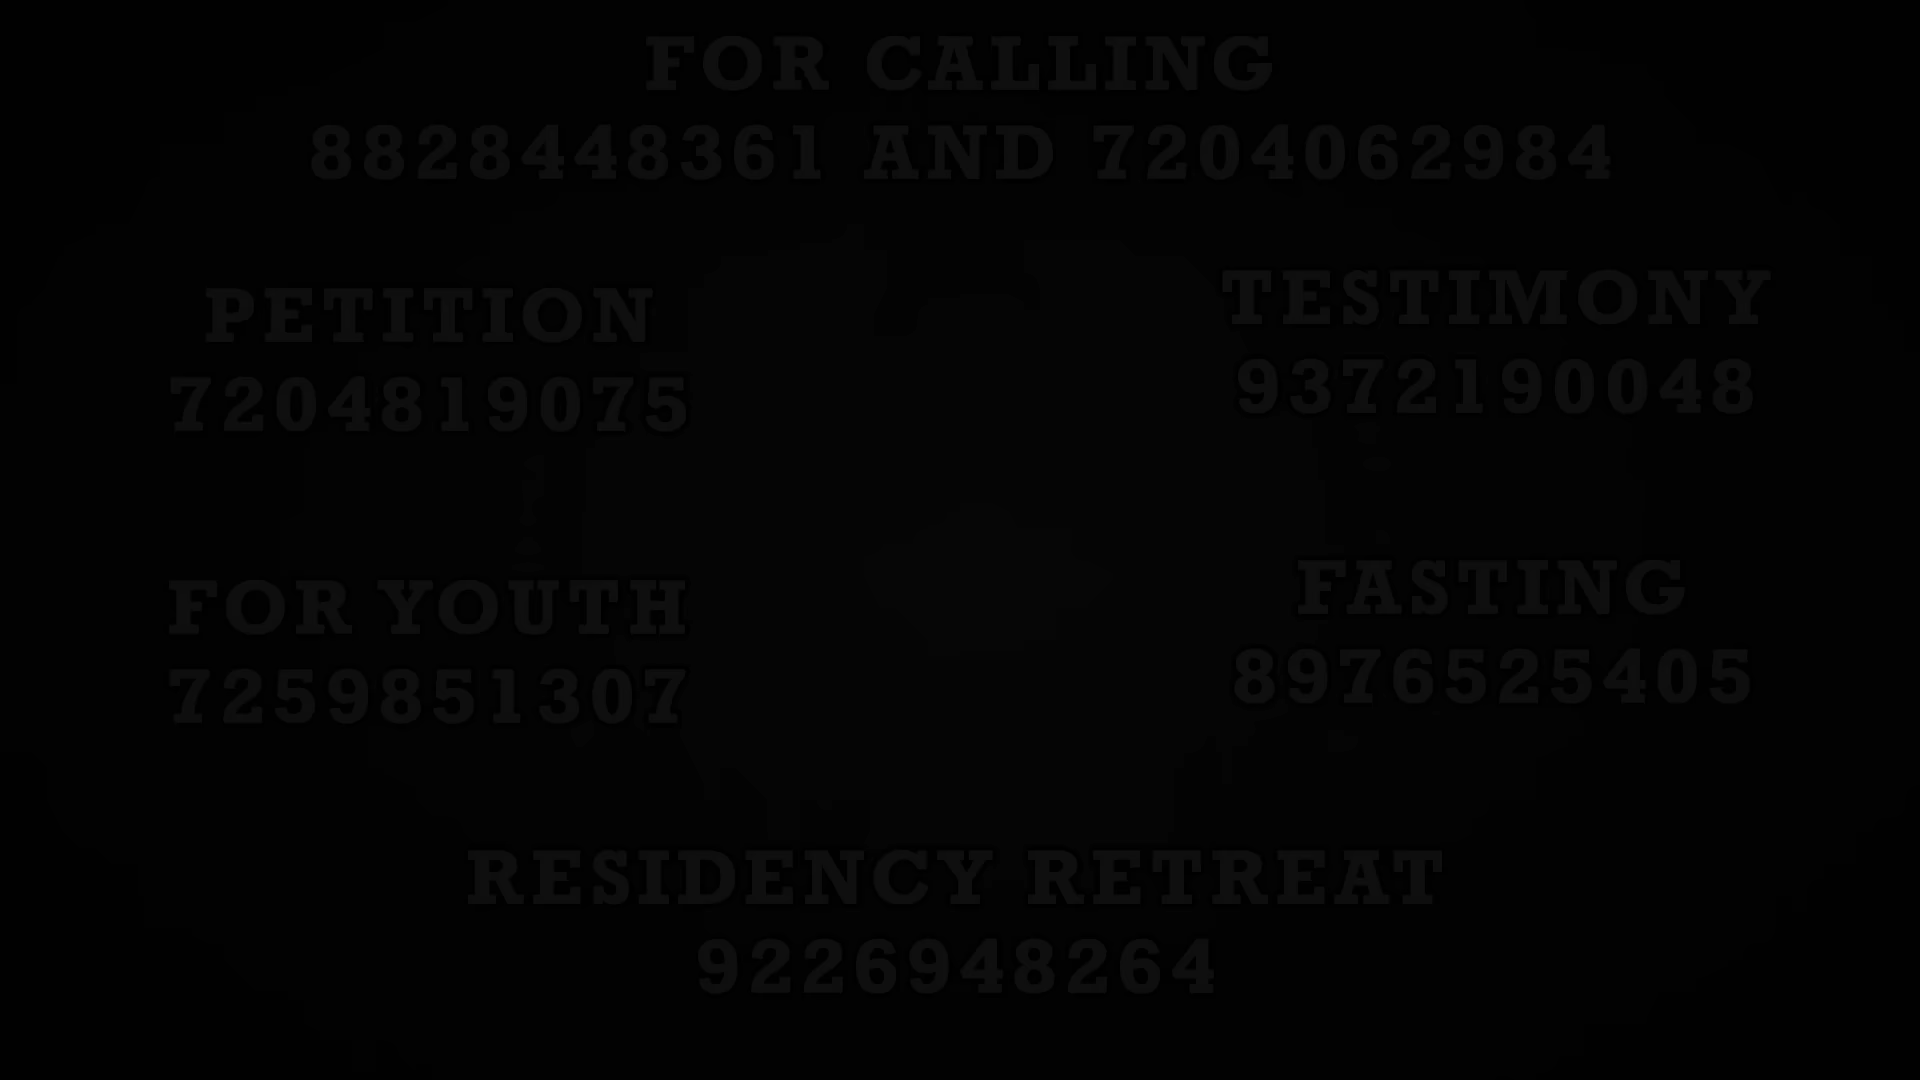 FOR CALLING
8828448361 AND 7204062984
PETITION
7204819075
TESTIMONY
9372190048
FOR YOUTH
7259851307
FASTING
8976525405
RESIDENCY RETREAT
9226948264